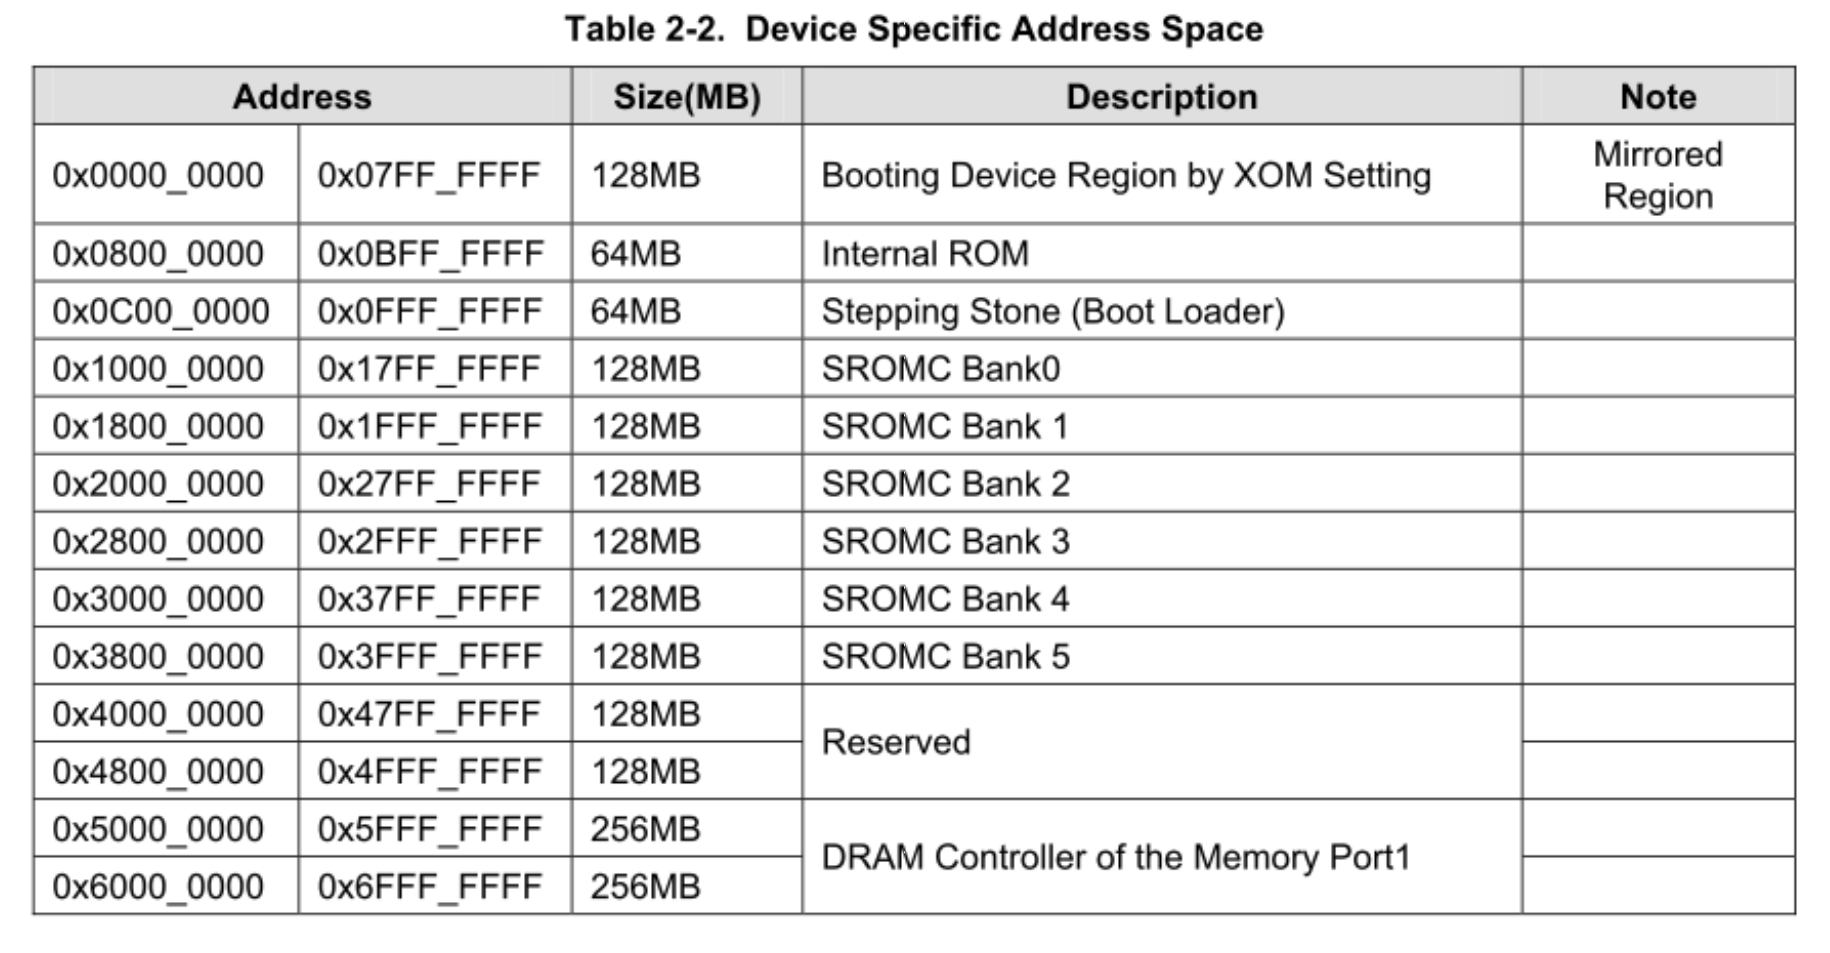 Table 2-2. Device Specific Address Space
Address Size(MB) Description Note
0x0000_0000 0x07FF_FFFF 128MB Booting Device Region by XOM Setting Mirrored
Region
0x0800_0000 0x0BFF_FFFF 64MB Internal ROM
0x0C00_0000 0x0FFF_FFFF 64MB Stepping Stone (Boot Loader)
0x1000_0000 0x17FF_FFFF 128MB SROMC Bank0
0x1800_0000 0x1FFF_FFFF 128MB SROMC Bank 1
0x2000_0000 0x27FF_FFFF 128MB SROMC Bank 2
0x2800_0000 0x2FFF_FFFF 128MB SROMC Bank 3
0x3000_0000 0x37FF_FFFF 128MB SROMC Bank 4
0x3800_0000 0x3FFF_FFFF 128MB SROMC Bank 5
0x4000_0000 0x47FF_FFFF 128MB Reserved
0x4800_0000 0x4FFF_FFFF 128MB
0x5000_0000 0x5FFF_FFFF 256MB DRAM Controller of the Memory Port1
0x6000_0000 0x6FFF_FFFF 256MB